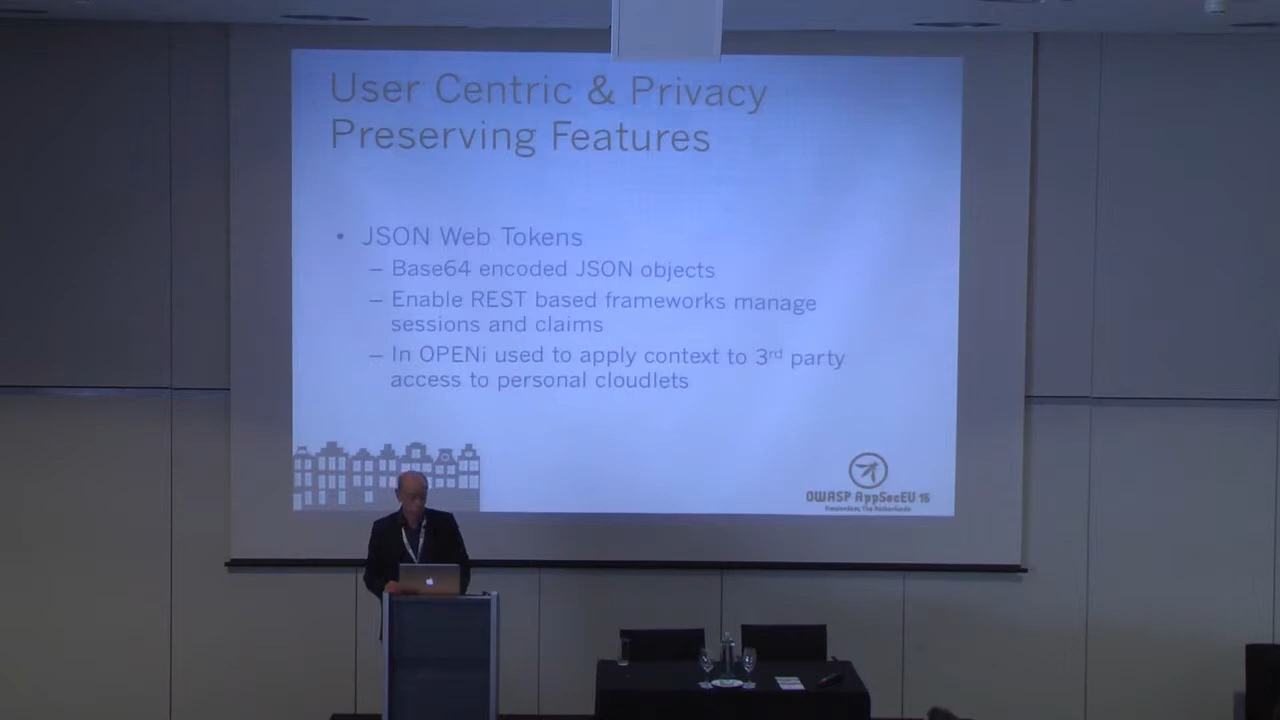 User Centric & Privacy
Preserving Features
• JSON Web Tokens
– Base64 encoded JSON objects
– Enable REST based frameworks manage
sessions and claims
– In OPENi used to apply context to 3rd party
access to personal cloudlets
OWASP AppSecEU 15
Amsterdam, The Netherlands